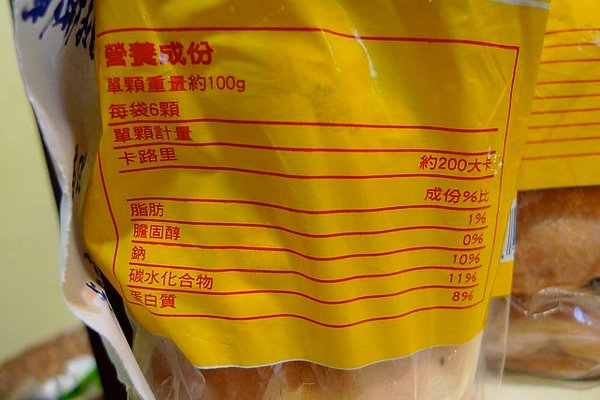 營養成份
單顆重量約100g
每袋6顆
單顆計量
卡路里 約200大卡
成份%比
脂肪 1%
膽固醇 0%
鈉 10%
碳水化合物 11%
蛋白質 8%